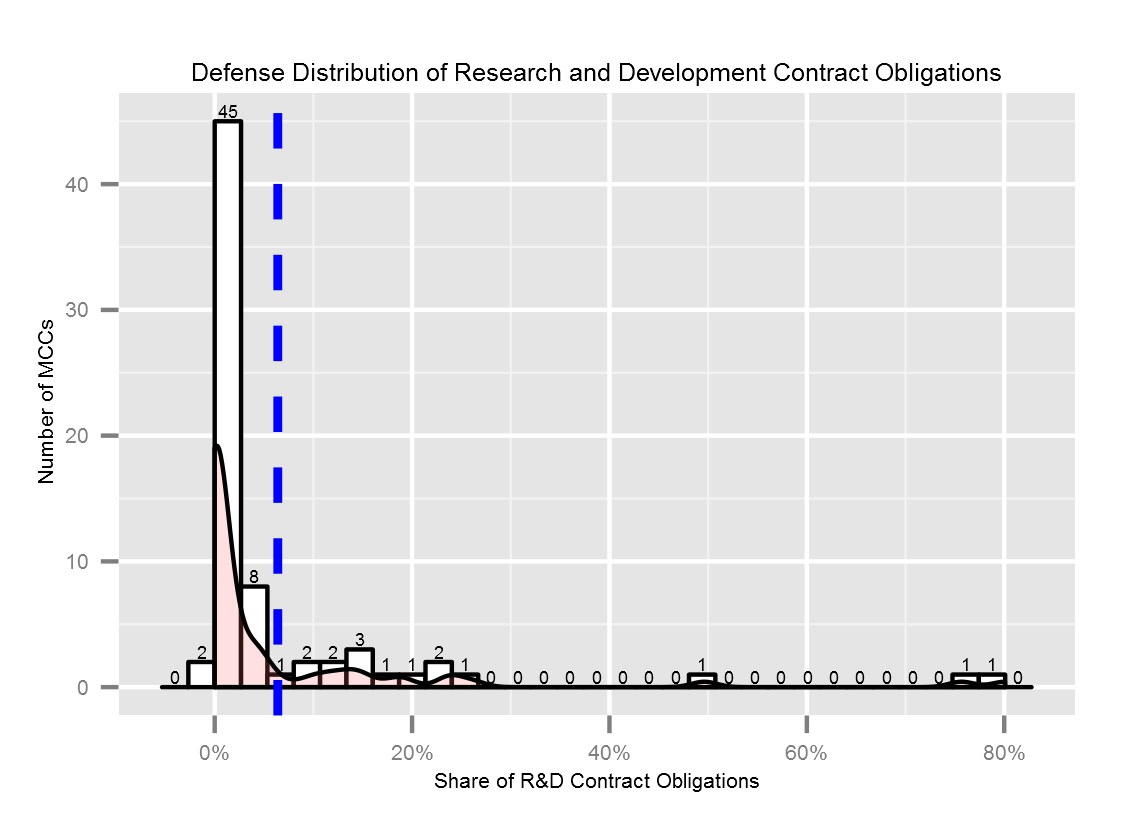 Defense Distribution of Research and Development Contract Obligations
45
40
30
Number of MCCs
20
10
8
2 1 2 2 3 1 1 2 1 1 1 1
0 0 0 0 0 0 0 0 0 0 0 0 0 0 0 0 0 0 0
0
0% 20% 40% 60% 80%
Share of R&D Contract Obligations